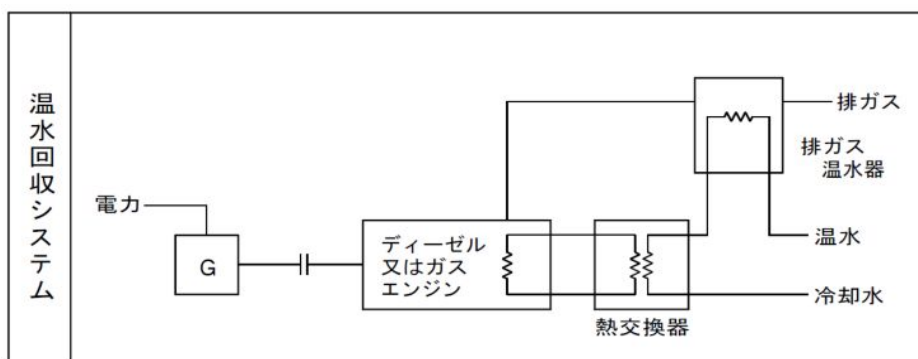 温水回収システム
排ガス
排ガス
温水器
電力
温水
G
ディーゼル
又はガス
エンジン
冷却水
熱交換器